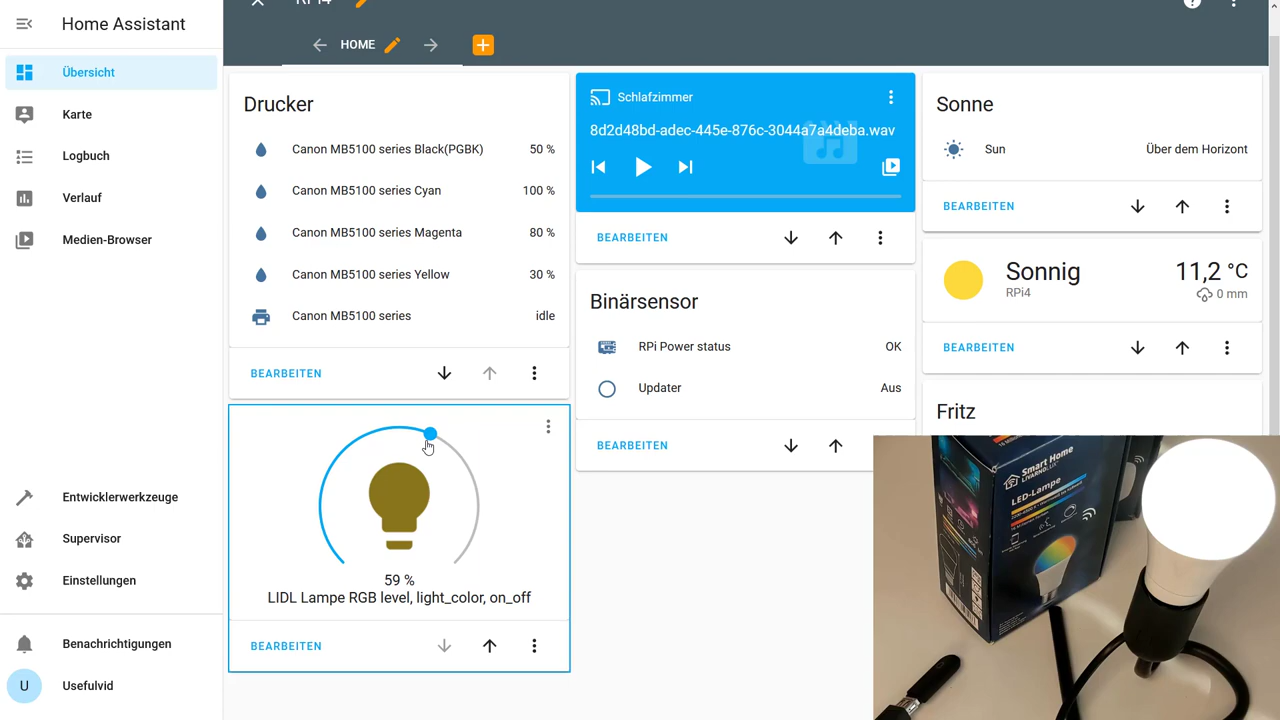 Home Assistant
RPi4
HOME
Übersicht
Karte
Logbuch
Verlauf
Medien-Browser
Entwicklerwerkzeuge
Supervisor
Einstellungen
Benachrichtigungen
U
Usefulvid
Drucker
Canon MB5100 series Black(PGBK) 50 %
Canon MB5100 series Cyan 100 %
Canon MB5100 series Magenta 80 %
Canon MB5100 series Yellow 30 %
Canon MB5100 series idle
BEARBEITEN
59 %
LIDL Lampe RGB level, light_color, on_off
BEARBEITEN
Schlafzimmer
8d2d48bd-adec-445e-876c-3044a7a4deba.wav
BEARBEITEN
Binärsensor
RPi Power status OK
Updater Aus
BEARBEITEN
Sonne
Sun Über dem Horizont
BEARBEITEN
Sonnig 11,2 °C
RPi4 0 mm
BEARBEITEN
Fritz
Smart Home
LIVARNO LUX
LED-Lampe